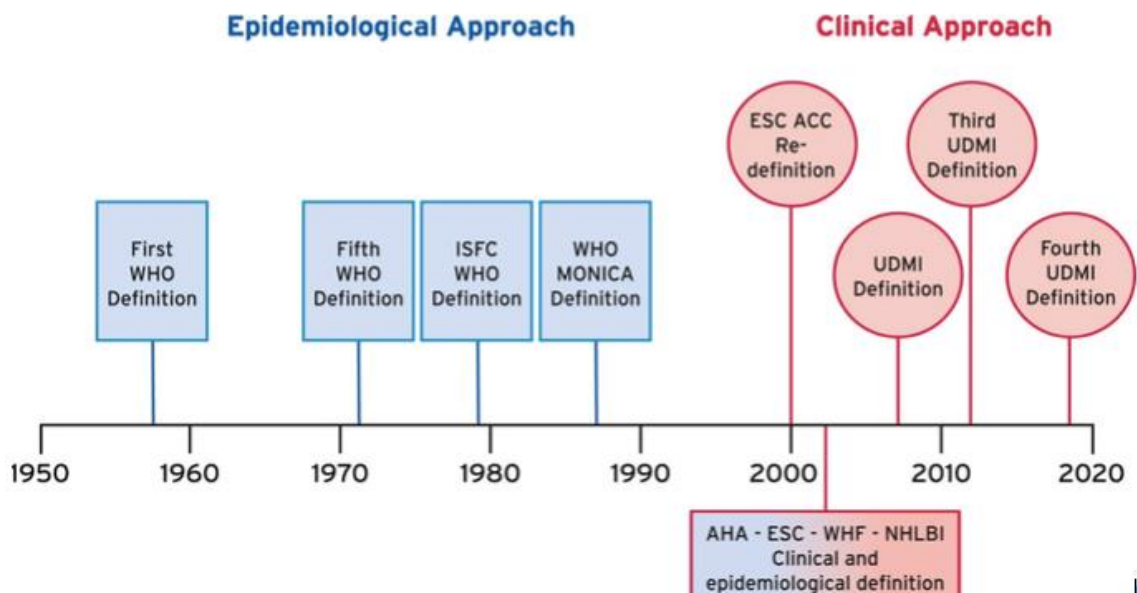 Epidemiological Approach
Clinical Approach
ESC ACC
Re-
definition
Third
UDMI
Definition
First
WHO
Definition
Fifth
WHO
Definition
ISFC
WHO
Definition
WHO
MONICA
Definition
UDMI
Definition
Fourth
UDMI
Definition
1950 1960 1970 1980 1990 2000 2010 2020
AHA - ESC - WHF - NHLBI
Clinical and
epidemiological definition